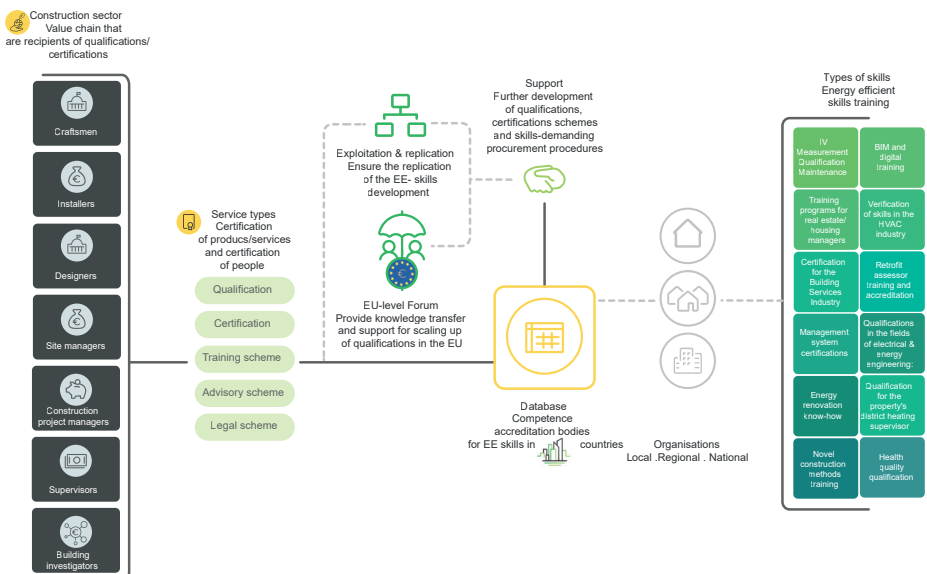 Construction sector
Value chain that
are recipients of qualifications/
certifications
Craftsmen
Installers
Designers
Site managers
Construction
project managers
Supervisors
Building
investigators
Service types
Certification
of producs/services
and certification
of people
Qualification
Certification
Training scheme
Advisory scheme
Legal scheme
Exploitation & replication
Ensure the replication
of the EE- skills
development
EU-level Forum
Provide knowledge transfer
and support for scaling up
of qualifications in the EU
Support
Further development
of qualifications,
certifications schemes
and skills-demanding
procurement procedures
Database
Competence
accreditation bodies
for EE skills in countries
Organisations
Local .Regional . National
Types of skills
Energy efficient
skills training
IV
Measurement
Qualification
Maintenance
BIM and
digital
training
Training
programs for
real estate/
housing
managers
Verification
of skills in the
HVAC
industry
Certification
for the
Building
Services
Industry
Retrofit
assessor
training and
accreditation
Management
system
certifications
Qualifications
in the fields
of electrical &
energy
engineering:
Energy
renovation
know-how
Qualification
for the
property's
district heating
supervisor
Novel
construction
methods
training
Health
quality
qualification